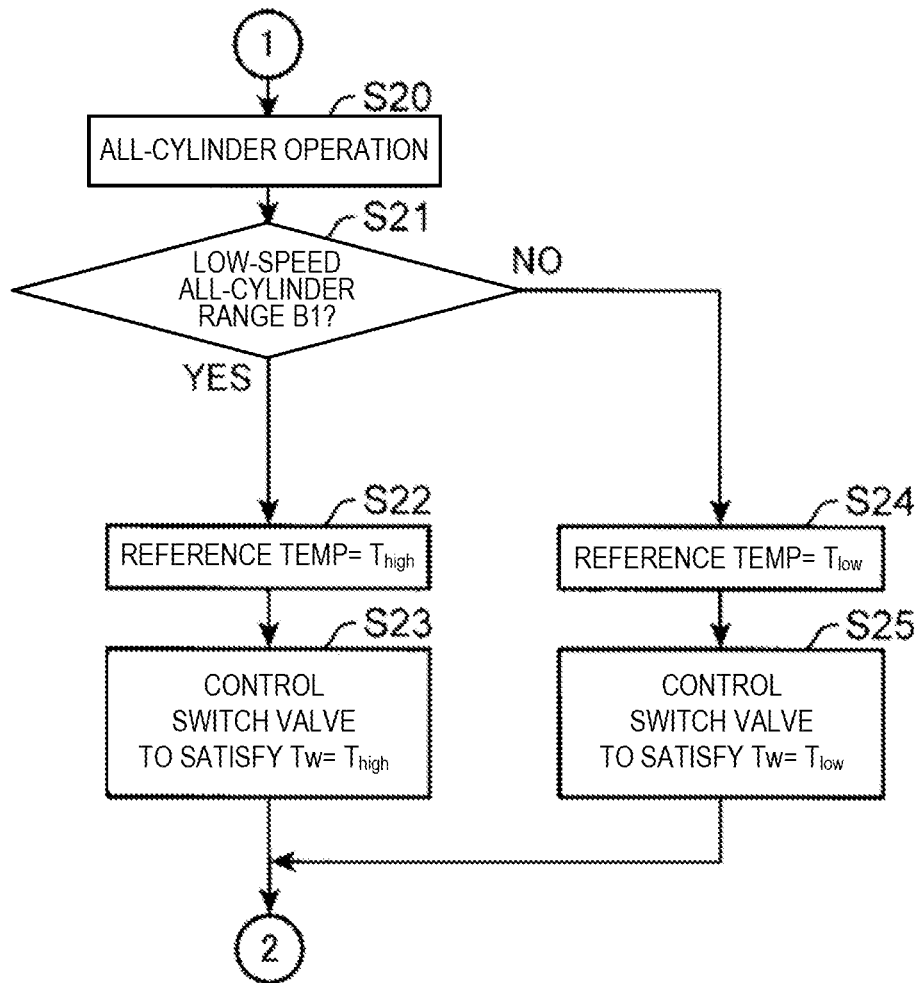 1
S20
ALL-CYLINDER OPERATION
S21
LOW-SPEED
ALL-CYLINDER
RANGE B1?
NO
YES
S22
REFERENCE TEMP= Thigh
S24
REFERENCE TEMP= Tlow
S23
CONTROL
SWITCH VALVE
TO SATISFY Tw= Thigh
S25
CONTROL
SWITCH VALVE
TO SATISFY Tw= Tlow
2